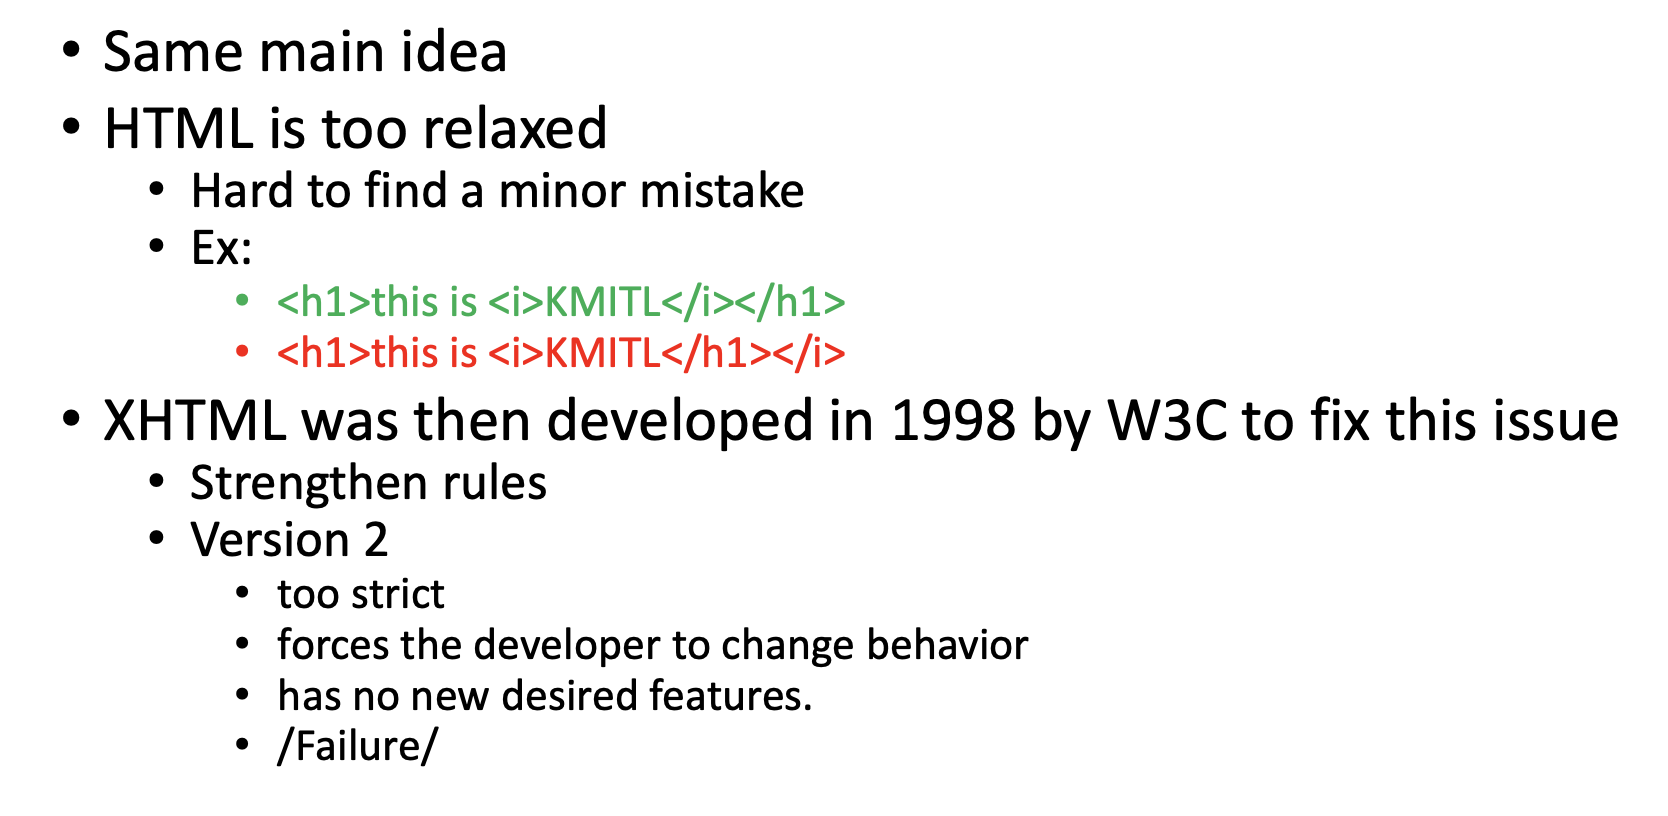 • Same main idea
• HTML is too relaxed
• Hard to find a minor mistake
• Ex:
• <h1>this is <i>KMITL</i></h1>
• <h1>this is <i>KMITL</h1></i>
• XHTML was then developed in 1998 by W3C to fix this issue
• Strengthen rules
• Version 2
• too strict
• forces the developer to change behavior
• has no new desired features.
• /Failure/